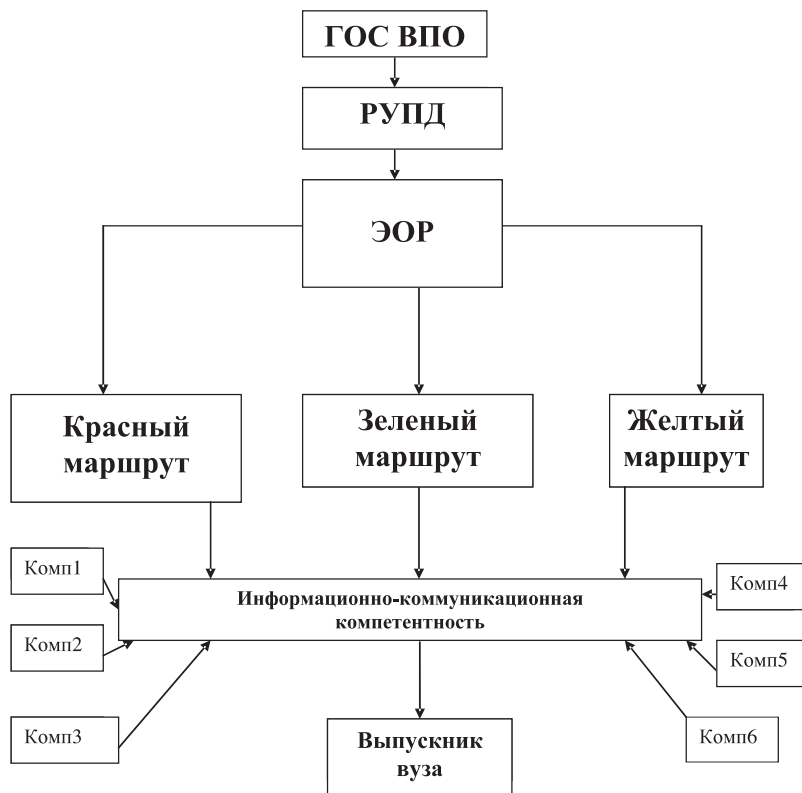 ГОС ВПО
РУПД
ЭОР
Красный
маршрут
Зеленый
маршрут
Желтый
маршрут
Комп1
Комп2
Комп3
Информационно-коммуникационная
компетентность
Комп4
Комп5
Комп6
Выпускник
вуза